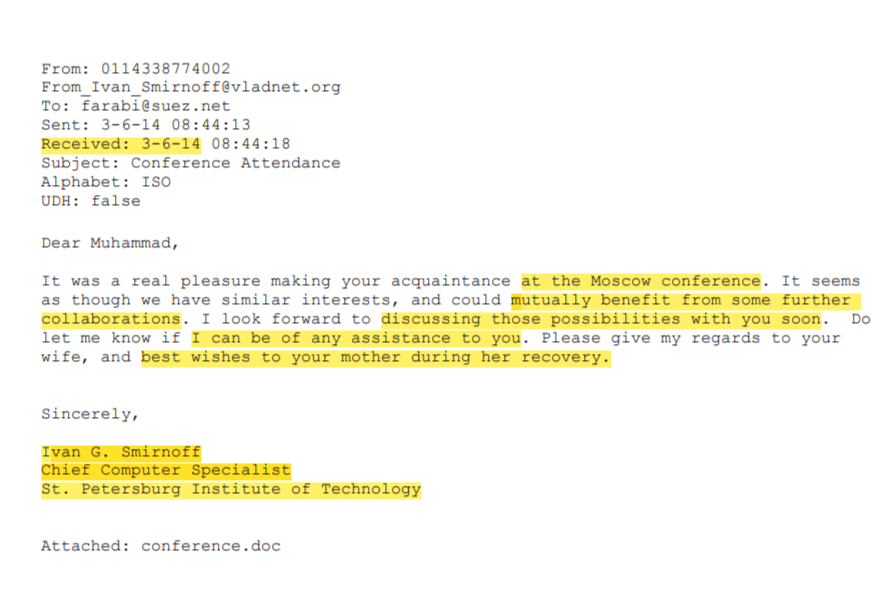 From: 0114338774002
From_Ivan_Smirnoff@vladnet.org
To: farabi@suez.net
Sent: 3-6-14 08:44:13
Received: 3-6-14 08:44:18
Subject: Conference Attendance
Alphabet: ISO
UDH: false
Dear Muhammad,
It was a real pleasure making your acquaintance at the Moscow conference. It seems
as though we have similar interests, and could mutually benefit from some further
collaborations. I look forward to discussing those possibilities with you soon. Do
let me know if I can be of any assistance to you. Please give my regards to your
wife, and best wishes to your mother during her recovery.
Sincerely,
Ivan G. Smirnoff
Chief Computer Specialist
St. Petersburg Institute of Technology
Attached: conference.doc